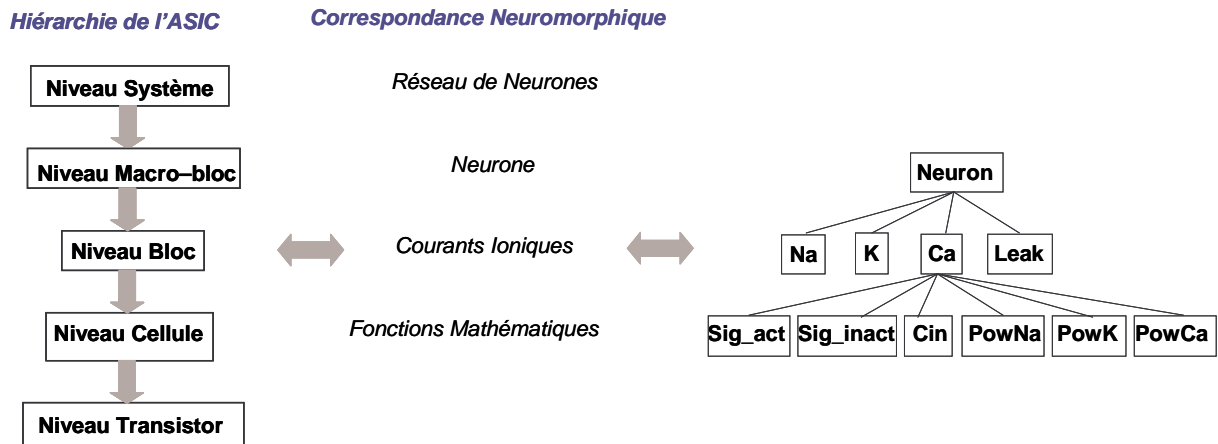 Hiérarchie de l'ASIC
Correspondance Neuromorphique
Niveau Système
Réseau de Neurones
Niveau Macro–bloc
Neurone
Neuron
Niveau Bloc
Courants Ioniques
Na
K
Ca
Leak
Niveau Cellule
Fonctions Mathématiques
Sig_act
Sig_inact
Cin
PowNa
PowK
PowCa
Niveau Transistor